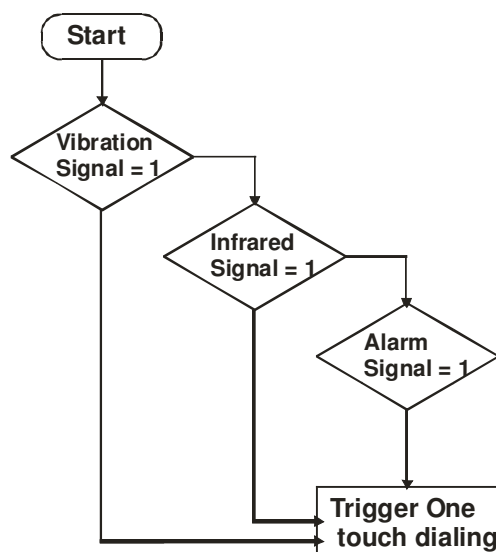 Start
Vibration
Signal = 1
Infrared
Signal = 1
Alarm
Signal = 1
Trigger One
touch dialing